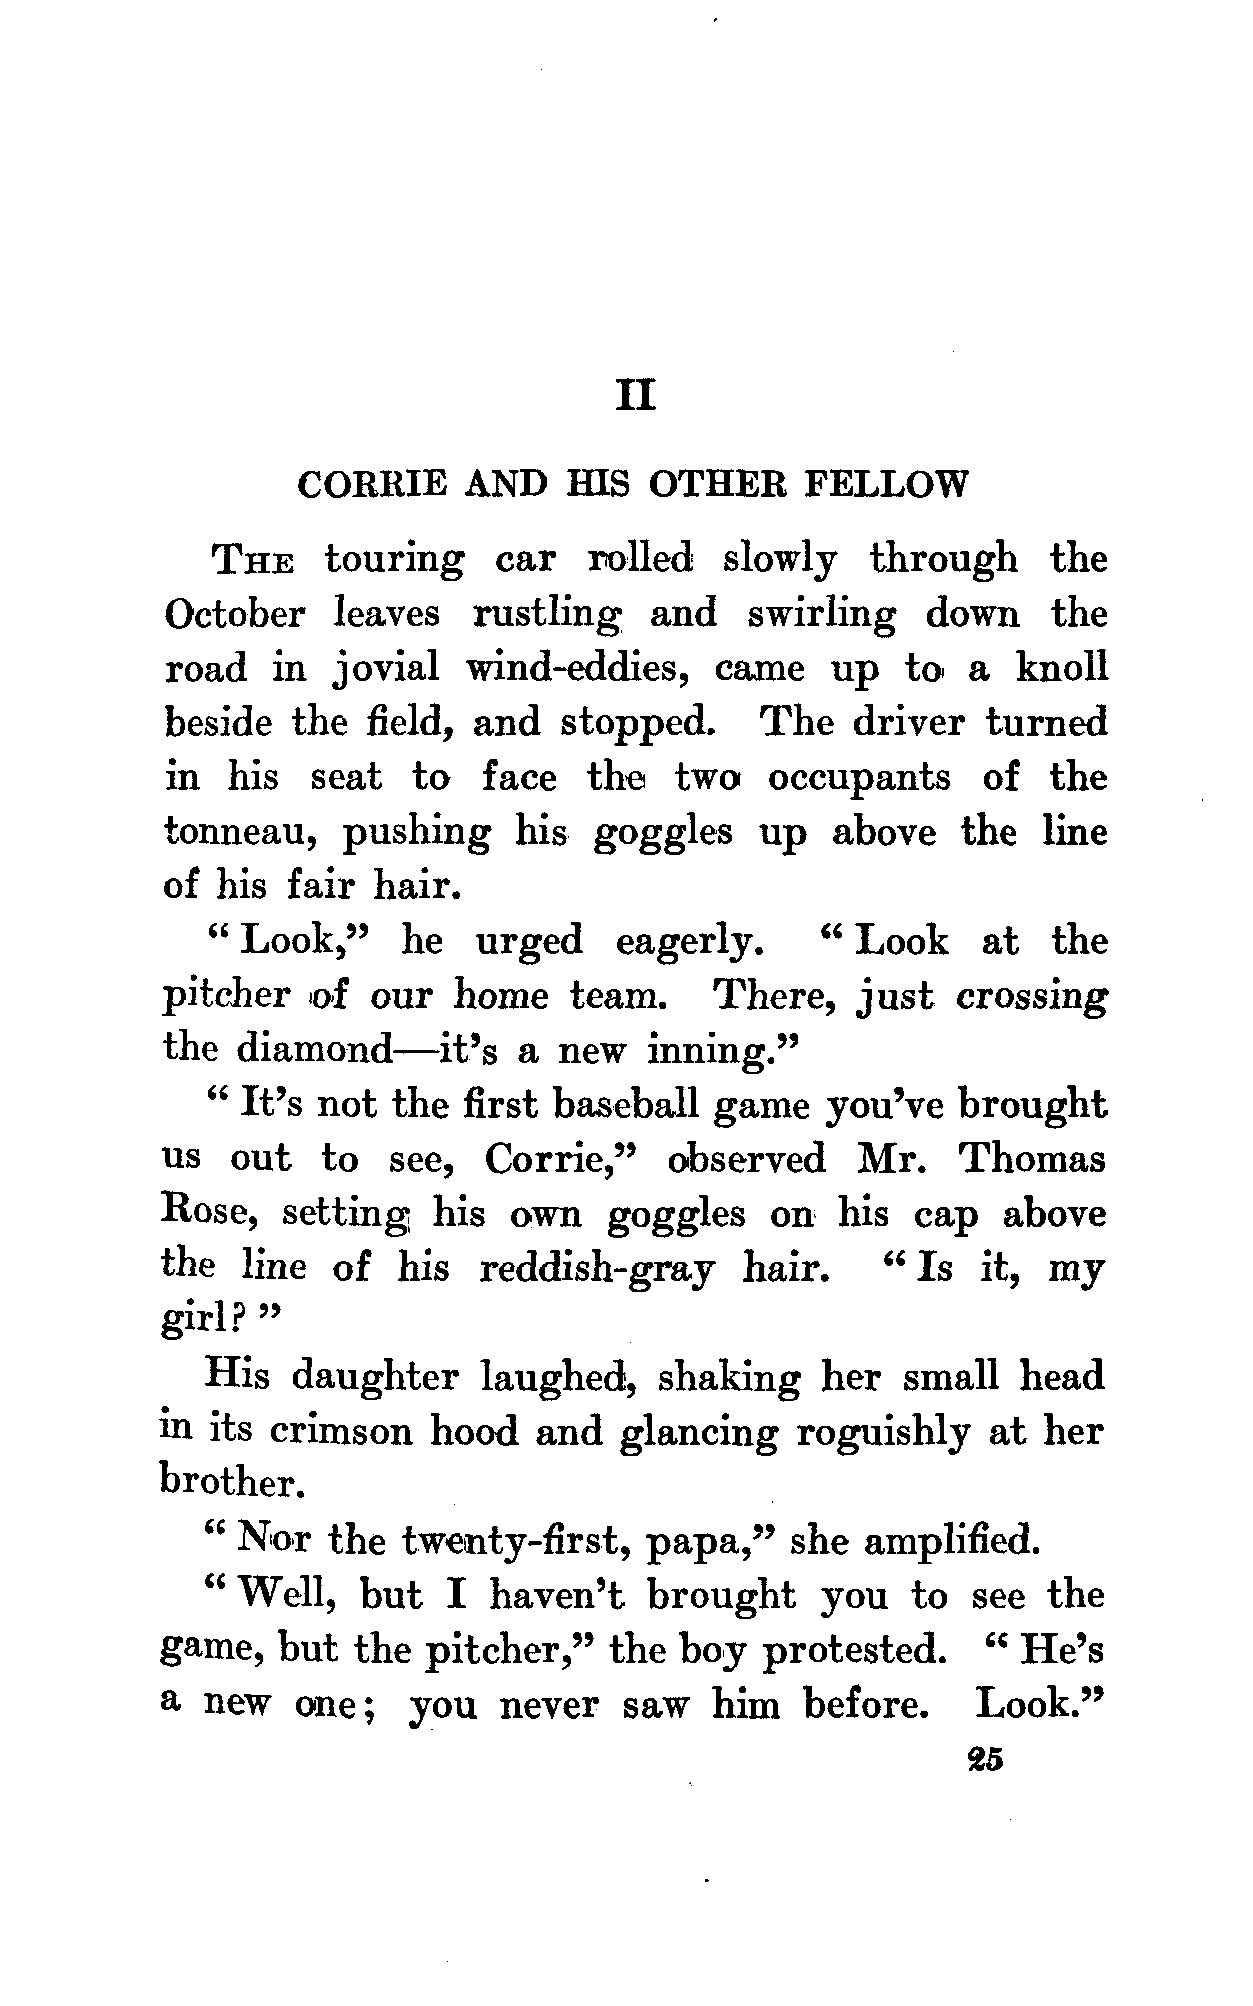 II
CORRIE AND HIS OTHER FELLOW
THE touring car rolled slowly through the
October leaves rustling and swirling down the
road in jovial wind-eddies, came up to a knoll
beside the field, and stopped. The driver turned
in his seat to face the two occupants of the
tonneau, pushing his goggles up above the line
of his fair hair.
“ Look,” he urged eagerly. “ Look at the
pitcher of our home team. There, just crossing
the diamond—it’s a new inning.”
“ It’s not the first baseball game you’ve brought
us out to see, Corrie,” observed Mr. Thomas
Rose, setting his own goggles on his cap above
the line of his reddish-gray hair. “ Is it, my
girl? ”
His daughter laughed, shaking her small head
in its crimson hood and glancing roguishly at her
brother.
“ Nor the twenty-first, papa,” she amplified.
“ Well, but I haven’t brought you to see the
game, but the pitcher,” the boy protested. “ He’s
a new one; you never saw him before. Look.”
25